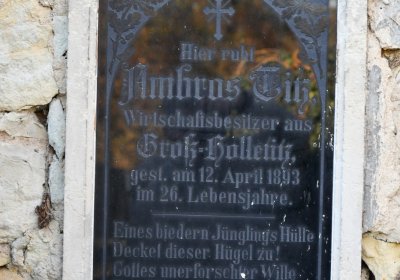 Hier ruht
Ambros Titz,
Wirtschaftsbesitzer aus
Groß-Holletitz,
gest. am 12. April 1893
im 26. Lebensjahre.
Eines biedern Jünglings Hülle
Decket dieser Hügel zu!
Gottes unerforschter Wille